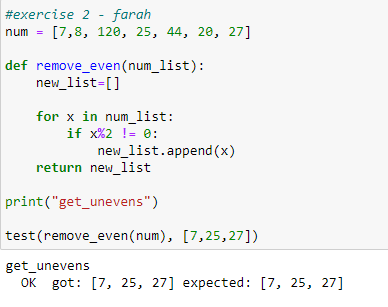 #exercise 2 - farah
num = [7,8, 120, 25, 44, 20, 27]
def remove_even(num_list):
new_list=[]
for x in num_list:
if x%2 != 0:
new_list.append(x)
return new_list
print("get_unevens")
test(remove_even(num), [7,25,27])
get_unevens
OK got: [7, 25, 27] expected: [7, 25, 27]